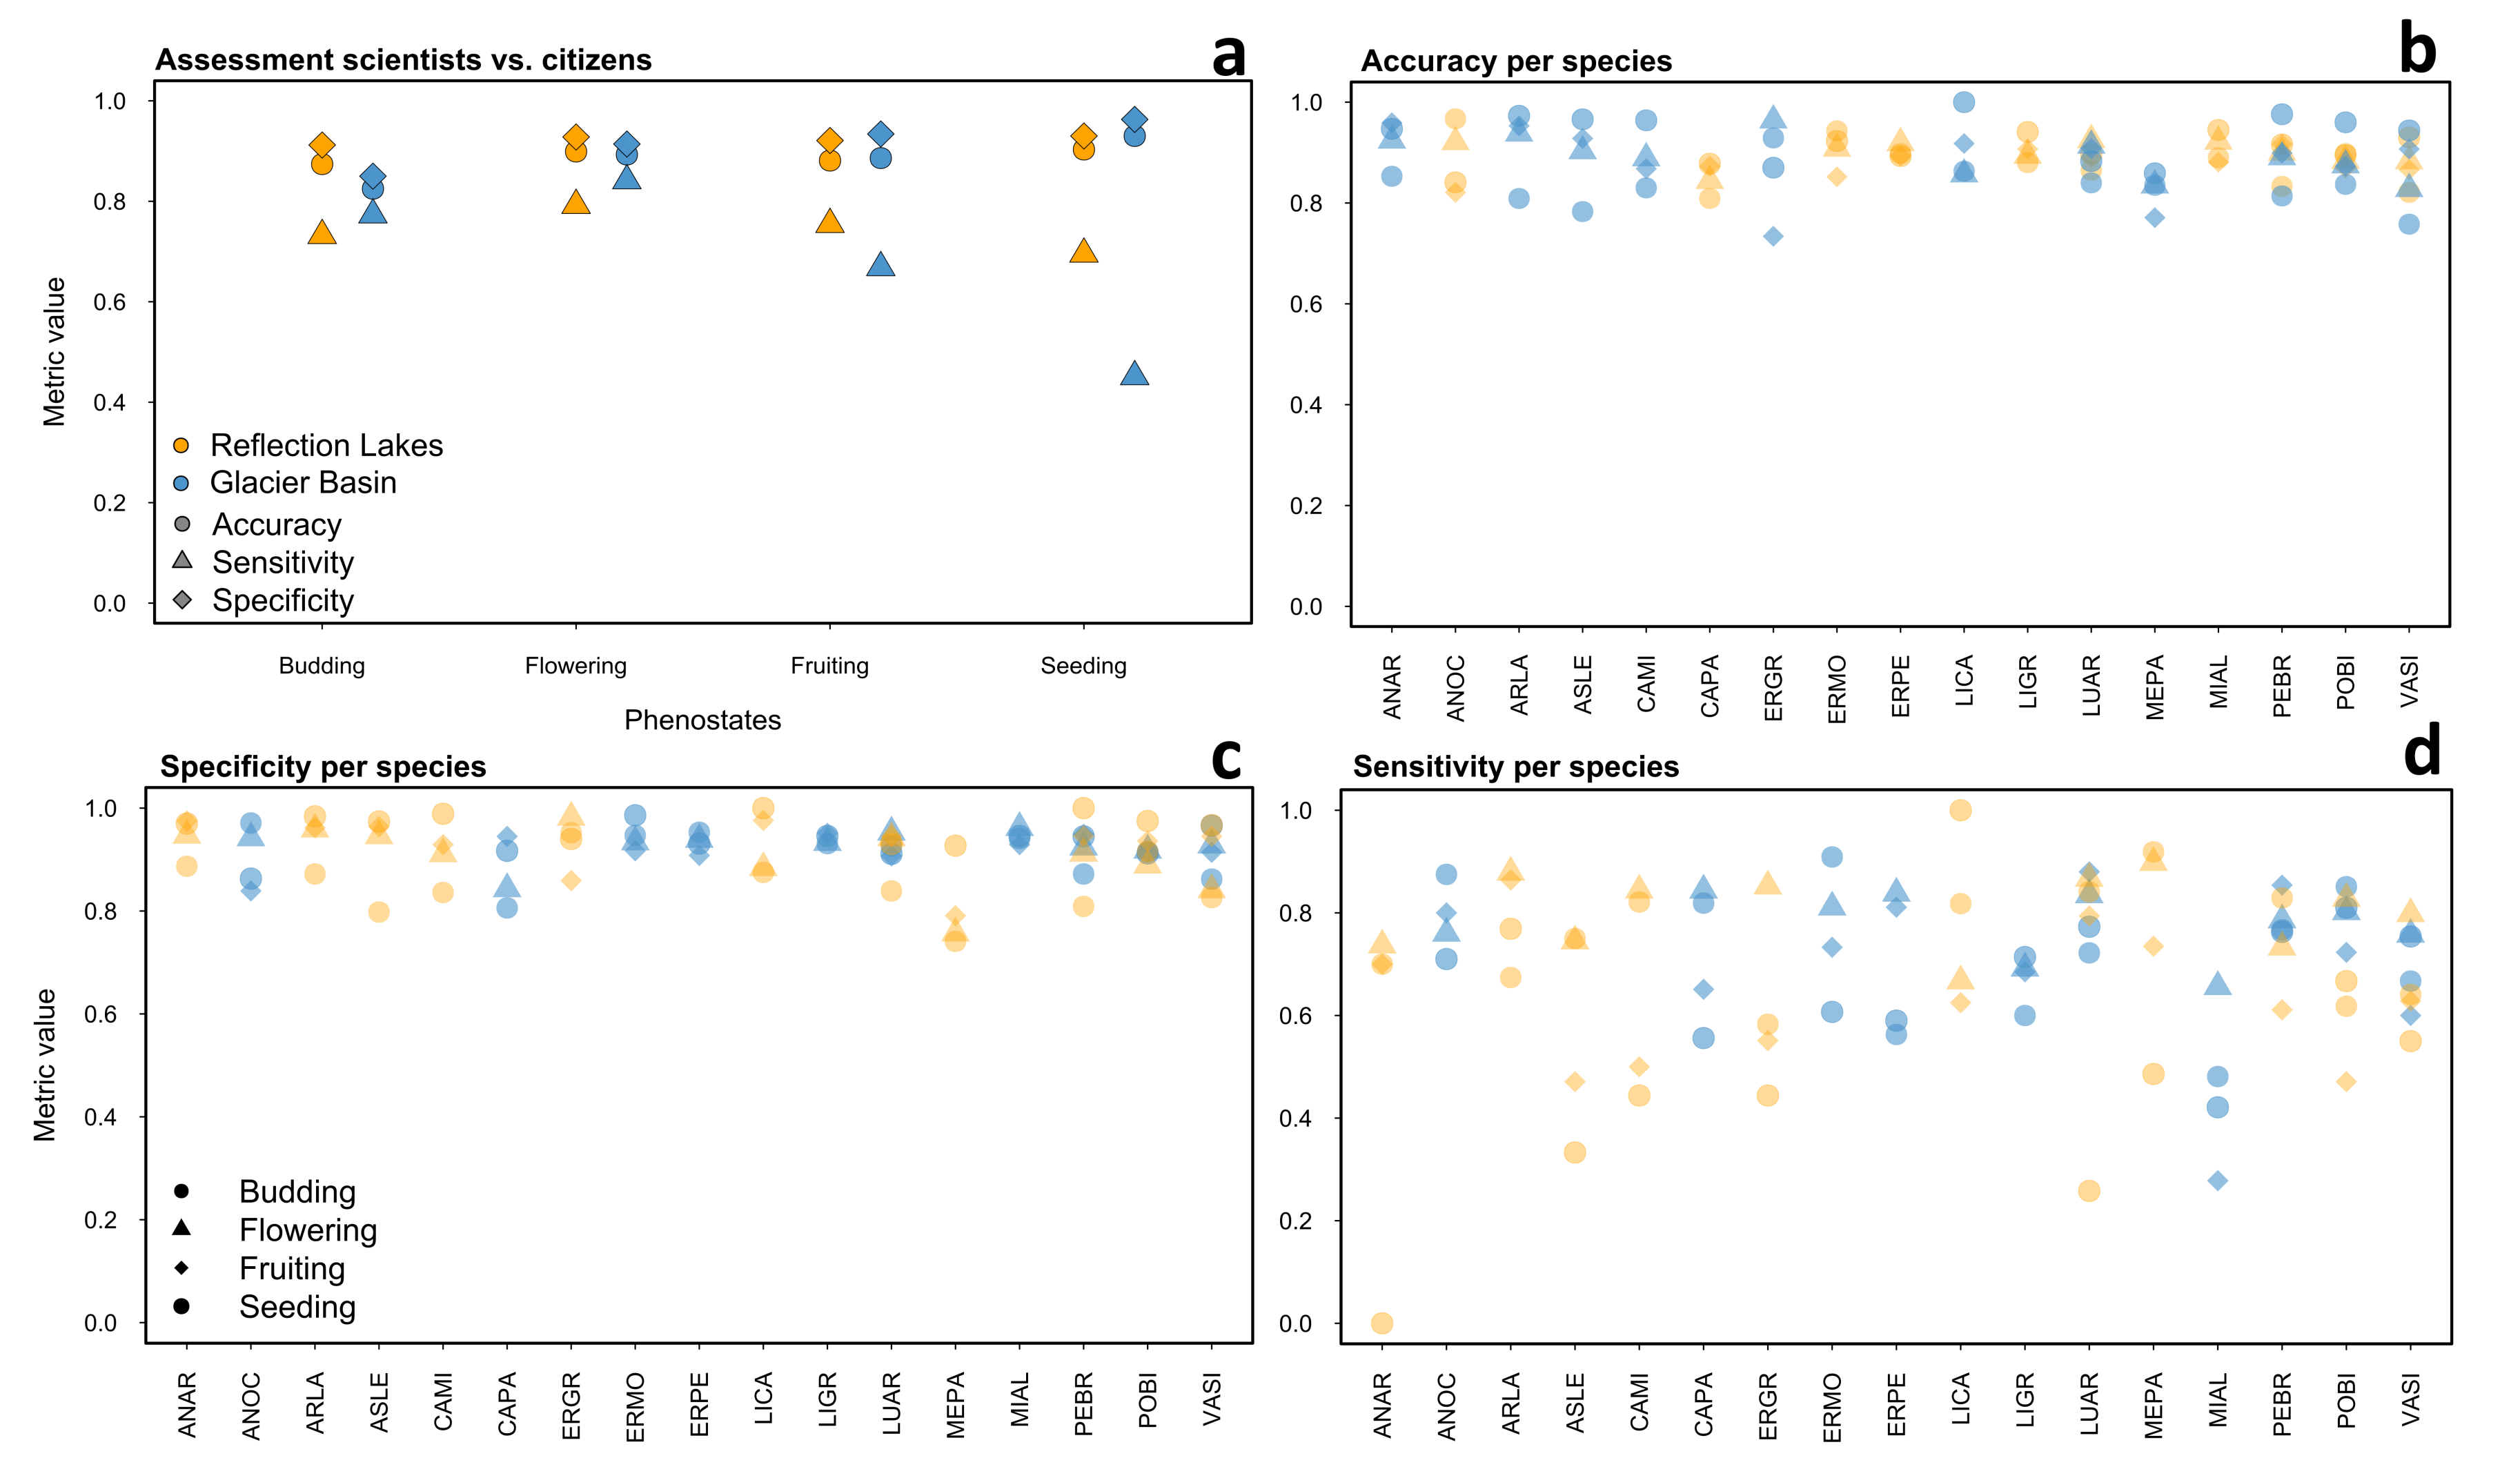 Assessment scientists vs. citizens
a
1.0
0.8
0.6
0.4
0.2
0.0
Metric value
Reflection Lakes
Glacier Basin
Accuracy
Sensitivity
Specificity
Budding Flowering Fruiting Seeding
Phenostates
Accuracy per species
b
1.0
0.8
0.6
0.4
0.2
0.0
ANAR ANOC ARLA ASLE CAMI CAPA ERGR ERMO ERPE LICA LIGR LUAR MEPA MIAL PEBR POBI VASI
Specificity per species
c
1.0
0.8
0.6
0.4
0.2
0.0
Metric value
Budding
Flowering
Fruiting
Seeding
ANAR ANOC ARLA ASLE CAMI CAPA ERGR ERMO ERPE LICA LIGR LUAR MEPA MIAL PEBR POBI VASI
Sensitivity per species
d
1.0
0.8
0.6
0.4
0.2
0.0
ANAR ANOC ARLA ASLE CAMI CAPA ERGR ERMO ERPE LICA LIGR LUAR MEPA MIAL PEBR POBI VASI